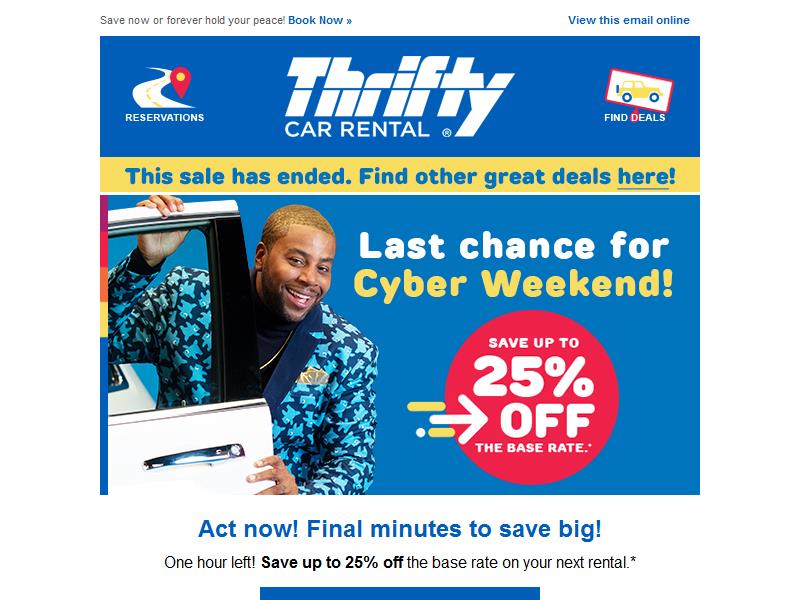 Save now or forever hold your peace! Book Now »
View this email online
RESERVATIONS
Thrifty
CAR RENTAL ®
FIND DEALS
This sale has ended. Find other great deals here!
Last chance for
Cyber Weekend!
SAVE UP TO
25%
OFF
THE BASE RATE.*
Act now! Final minutes to save big!
One hour left! Save up to 25% off the base rate on your next rental.*